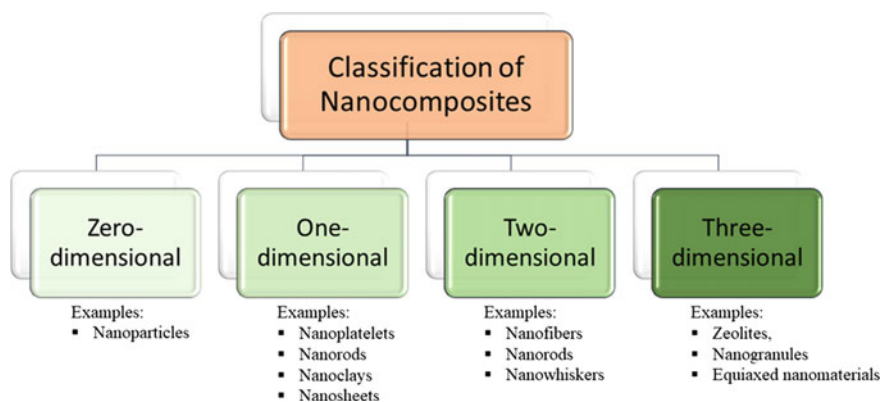 Classification of
Nanocomposites
Zero-
dimensional
Examples:
▪ Nanoparticles
One-
dimensional
Examples:
▪ Nanoplatelets
▪ Nanorods
▪ Nanoclays
▪ Nanosheets
Two-
dimensional
Examples:
▪ Nanofibers
▪ Nanorods
▪ Nanowhiskers
Three-
dimensional
Examples:
▪ Zeolites,
▪ Nanogranules
▪ Equiaxed nanomaterials